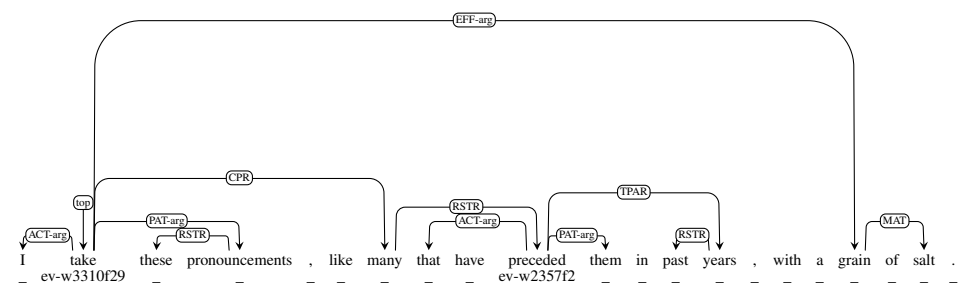 EFF-arg
CPR
top
TPAR
RSTR
PAT-arg
ACT-arg
MAT
ACT-arg
RSTR
PAT-arg
RSTR
I take these pronouncements , like many that have preceded them in past years , with a grain of salt .
_ ev-w3310f29 _ _ _ _ _ _ _ ev-w2357f2 _ _ _ _ _ _ _ _ _ _ _